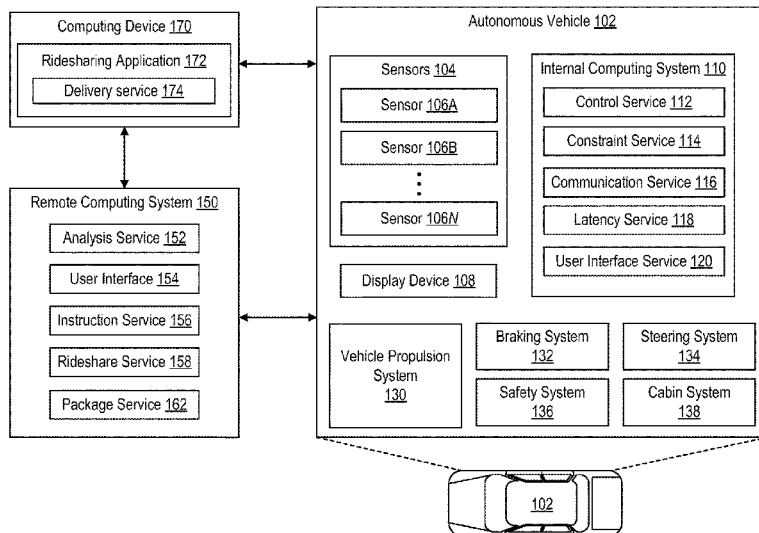 Computing Device 170
Ridesharing Application 172
Delivery service 174
Remote Computing System 150
Analysis Service 152
User Interface 154
Instruction Service 156
Rideshare Service 158
Package Service 162
Autonomous Vehicle 102
Sensors 104
Sensor 106A
Sensor 106B
Sensor 106N
Display Device 108
Internal Computing System 110
Control Service 112
Constraint Service 114
Communication Service 116
Latency Service 118
User Interface Service 120
Vehicle Propulsion
System
130
Braking System
132
Steering System
134
Safety System
136
Cabin System
138
102